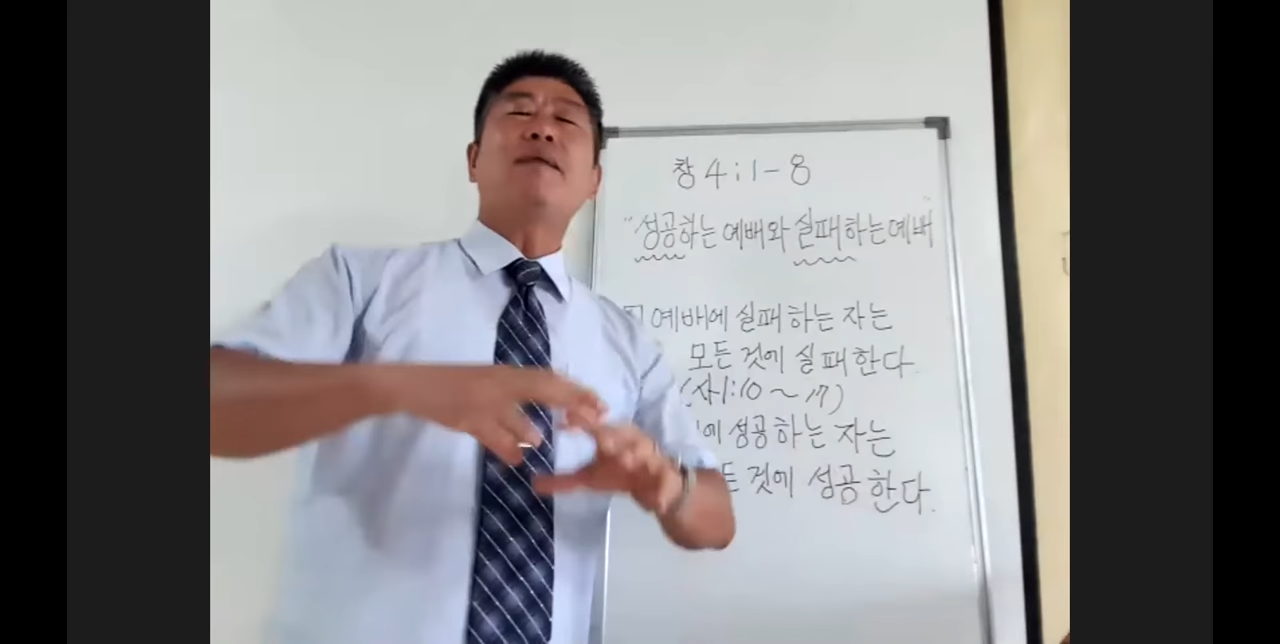 창 4:1-8
"성공하는 예배와 실패하는 예배"
예배에 실패하는 자는
모든 것에 실패한다.
(사1:10~17)
에 성공하는 자는
든 것에 성공한다.